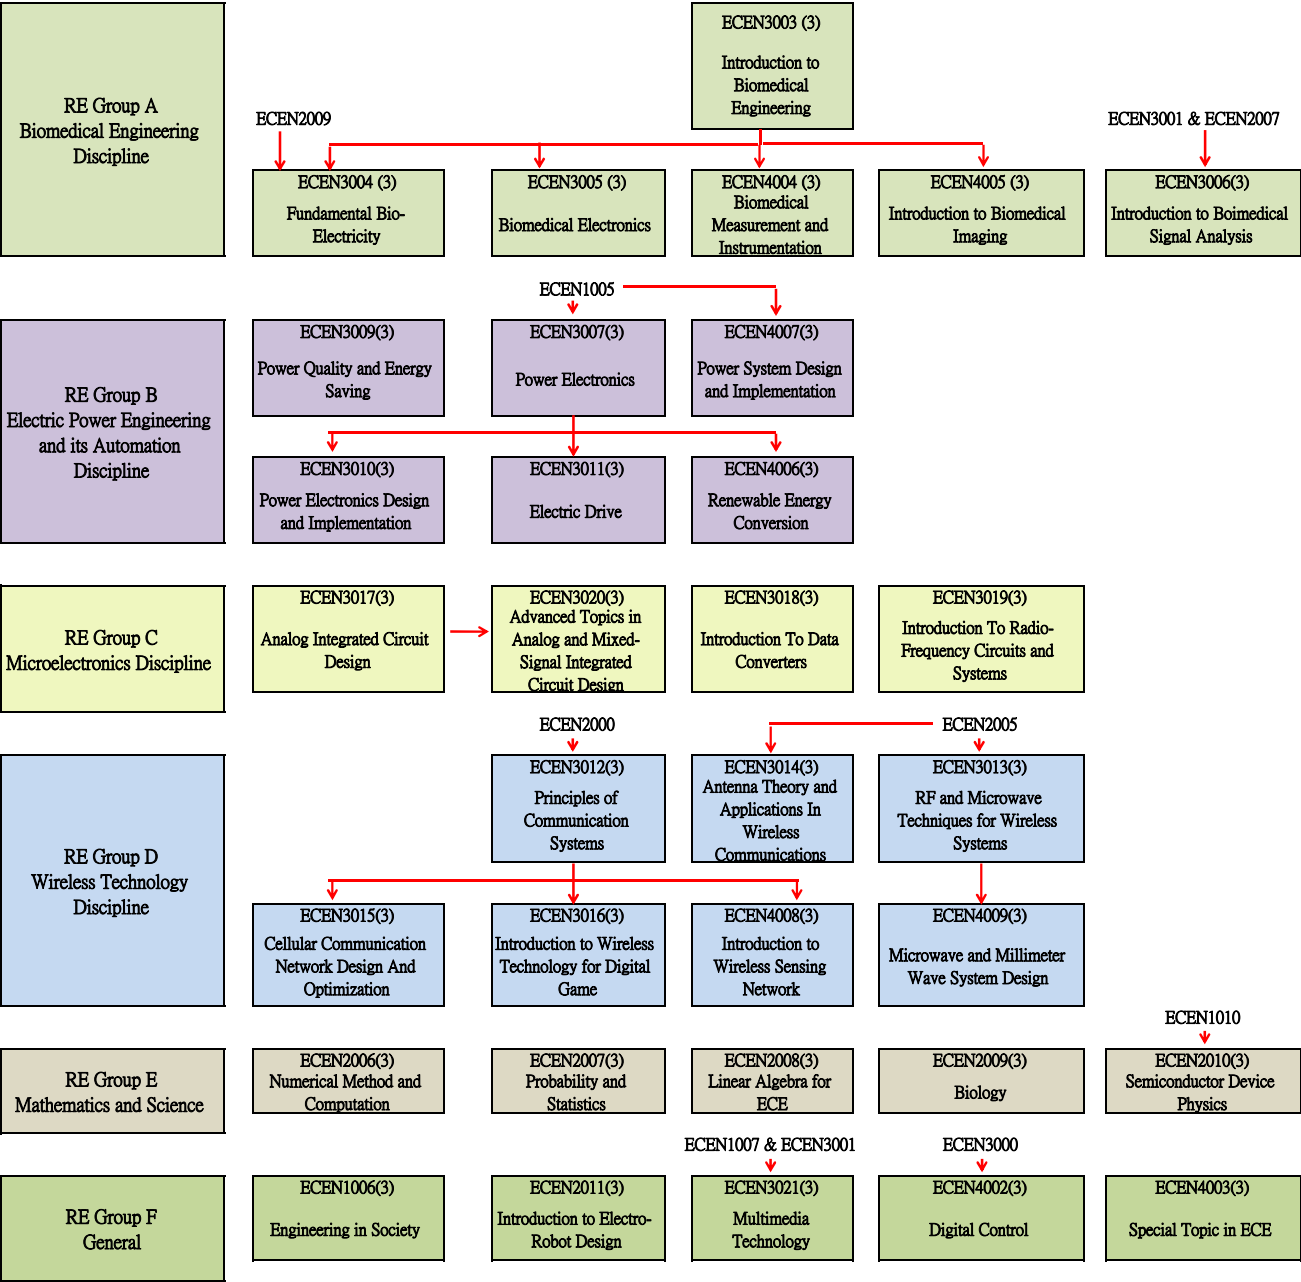 ECEN3003 (3)
Introduction to
Biomedical
Engineering
RE Group A
Biomedical Engineering
Discipline
ECEN2009
ECEN3001 & ECEN2007
ECEN3004 (3)
Fundamental Bio-
Electricity
ECEN3005 (3)
Biomedical Electronics
ECEN4004 (3)
Biomedical
Measurement and
Instrumentation
ECEN4005 (3)
Introduction to Biomedical
Imaging
ECEN3006(3)
Introduction to Boimedical
Signal Analysis
ECEN1005
RE Group B
Electric Power Engineering
and its Automation
Discipline
ECEN3009(3)
Power Quality and Energy
Saving
ECEN3007(3)
Power Electronics
ECEN4007(3)
Power System Design
and Implementation
ECEN3010(3)
Power Electronics Design
and Implementation
ECEN3011(3)
Electric Drive
ECEN4006(3)
Renewable Energy
Conversion
RE Group C
Microelectronics Discipline
ECEN3017(3)
Analog Integrated Circuit
Design
ECEN3020(3)
Advanced Topics in
Analog and Mixed-
Signal Integrated
Circuit Design
ECEN3018(3)
Introduction To Data
Converters
ECEN3019(3)
Introduction To Radio-
Frequency Circuits and
Systems
ECEN2000
ECEN2005
RE Group D
Wireless Technology
Discipline
ECEN3012(3)
Principles of
Communication
Systems
ECEN3014(3)
Antenna Theory and
Applications In
Wireless
Communications
ECEN3013(3)
RF and Microwave
Techniques for Wireless
Systems
ECEN3015(3)
Cellular Communication
Network Design And
Optimization
ECEN3016(3)
Introduction to Wireless
Technology for Digital
Game
ECEN4008(3)
Introduction to
Wireless Sensing
Network
ECEN4009(3)
Microwave and Millimeter
Wave System Design
ECEN1010
RE Group E
Mathematics and Science
ECEN2006(3)
Numerical Method and
Computation
ECEN2007(3)
Probability and
Statistics
ECEN2008(3)
Linear Algebra for
ECE
ECEN2009(3)
Biology
ECEN2010(3)
Semiconductor Device
Physics
ECEN1007 & ECEN3001
ECEN3000
RE Group F
General
ECEN1006(3)
Engineering in Society
ECEN2011(3)
Introduction to Electro-
Robot Design
ECEN3021(3)
Multimedia
Technology
ECEN4002(3)
Digital Control
ECEN4003(3)
Special Topic in ECE